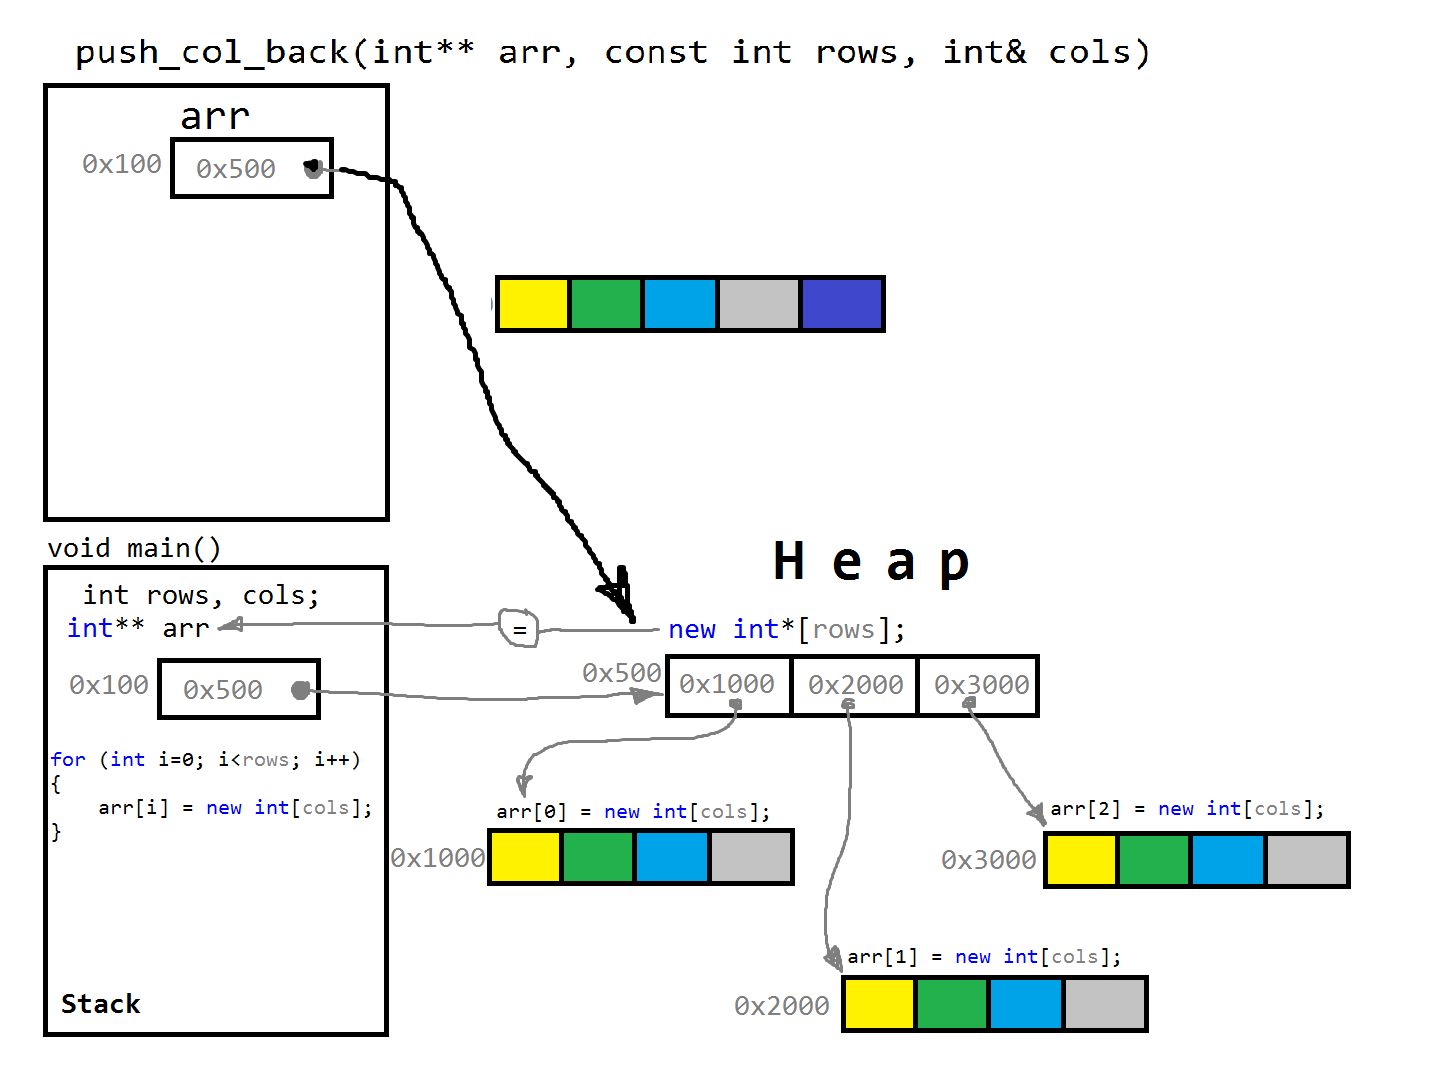 push_col_back(int** arr, const int rows, int& cols)
arr
0x100
0x500
void main()
int rows, cols;
int** arr
=
Heap
new int*[rows];
0x100
0x500
0x500
0x1000
0x2000
0x3000
for (int i=0; i<rows; i++)
{
arr[i] = new int[cols];
}
arr[0] = new int[cols];
0x1000
arr[2] = new int[cols];
0x3000
arr[1] = new int[cols];
0x2000
Stack